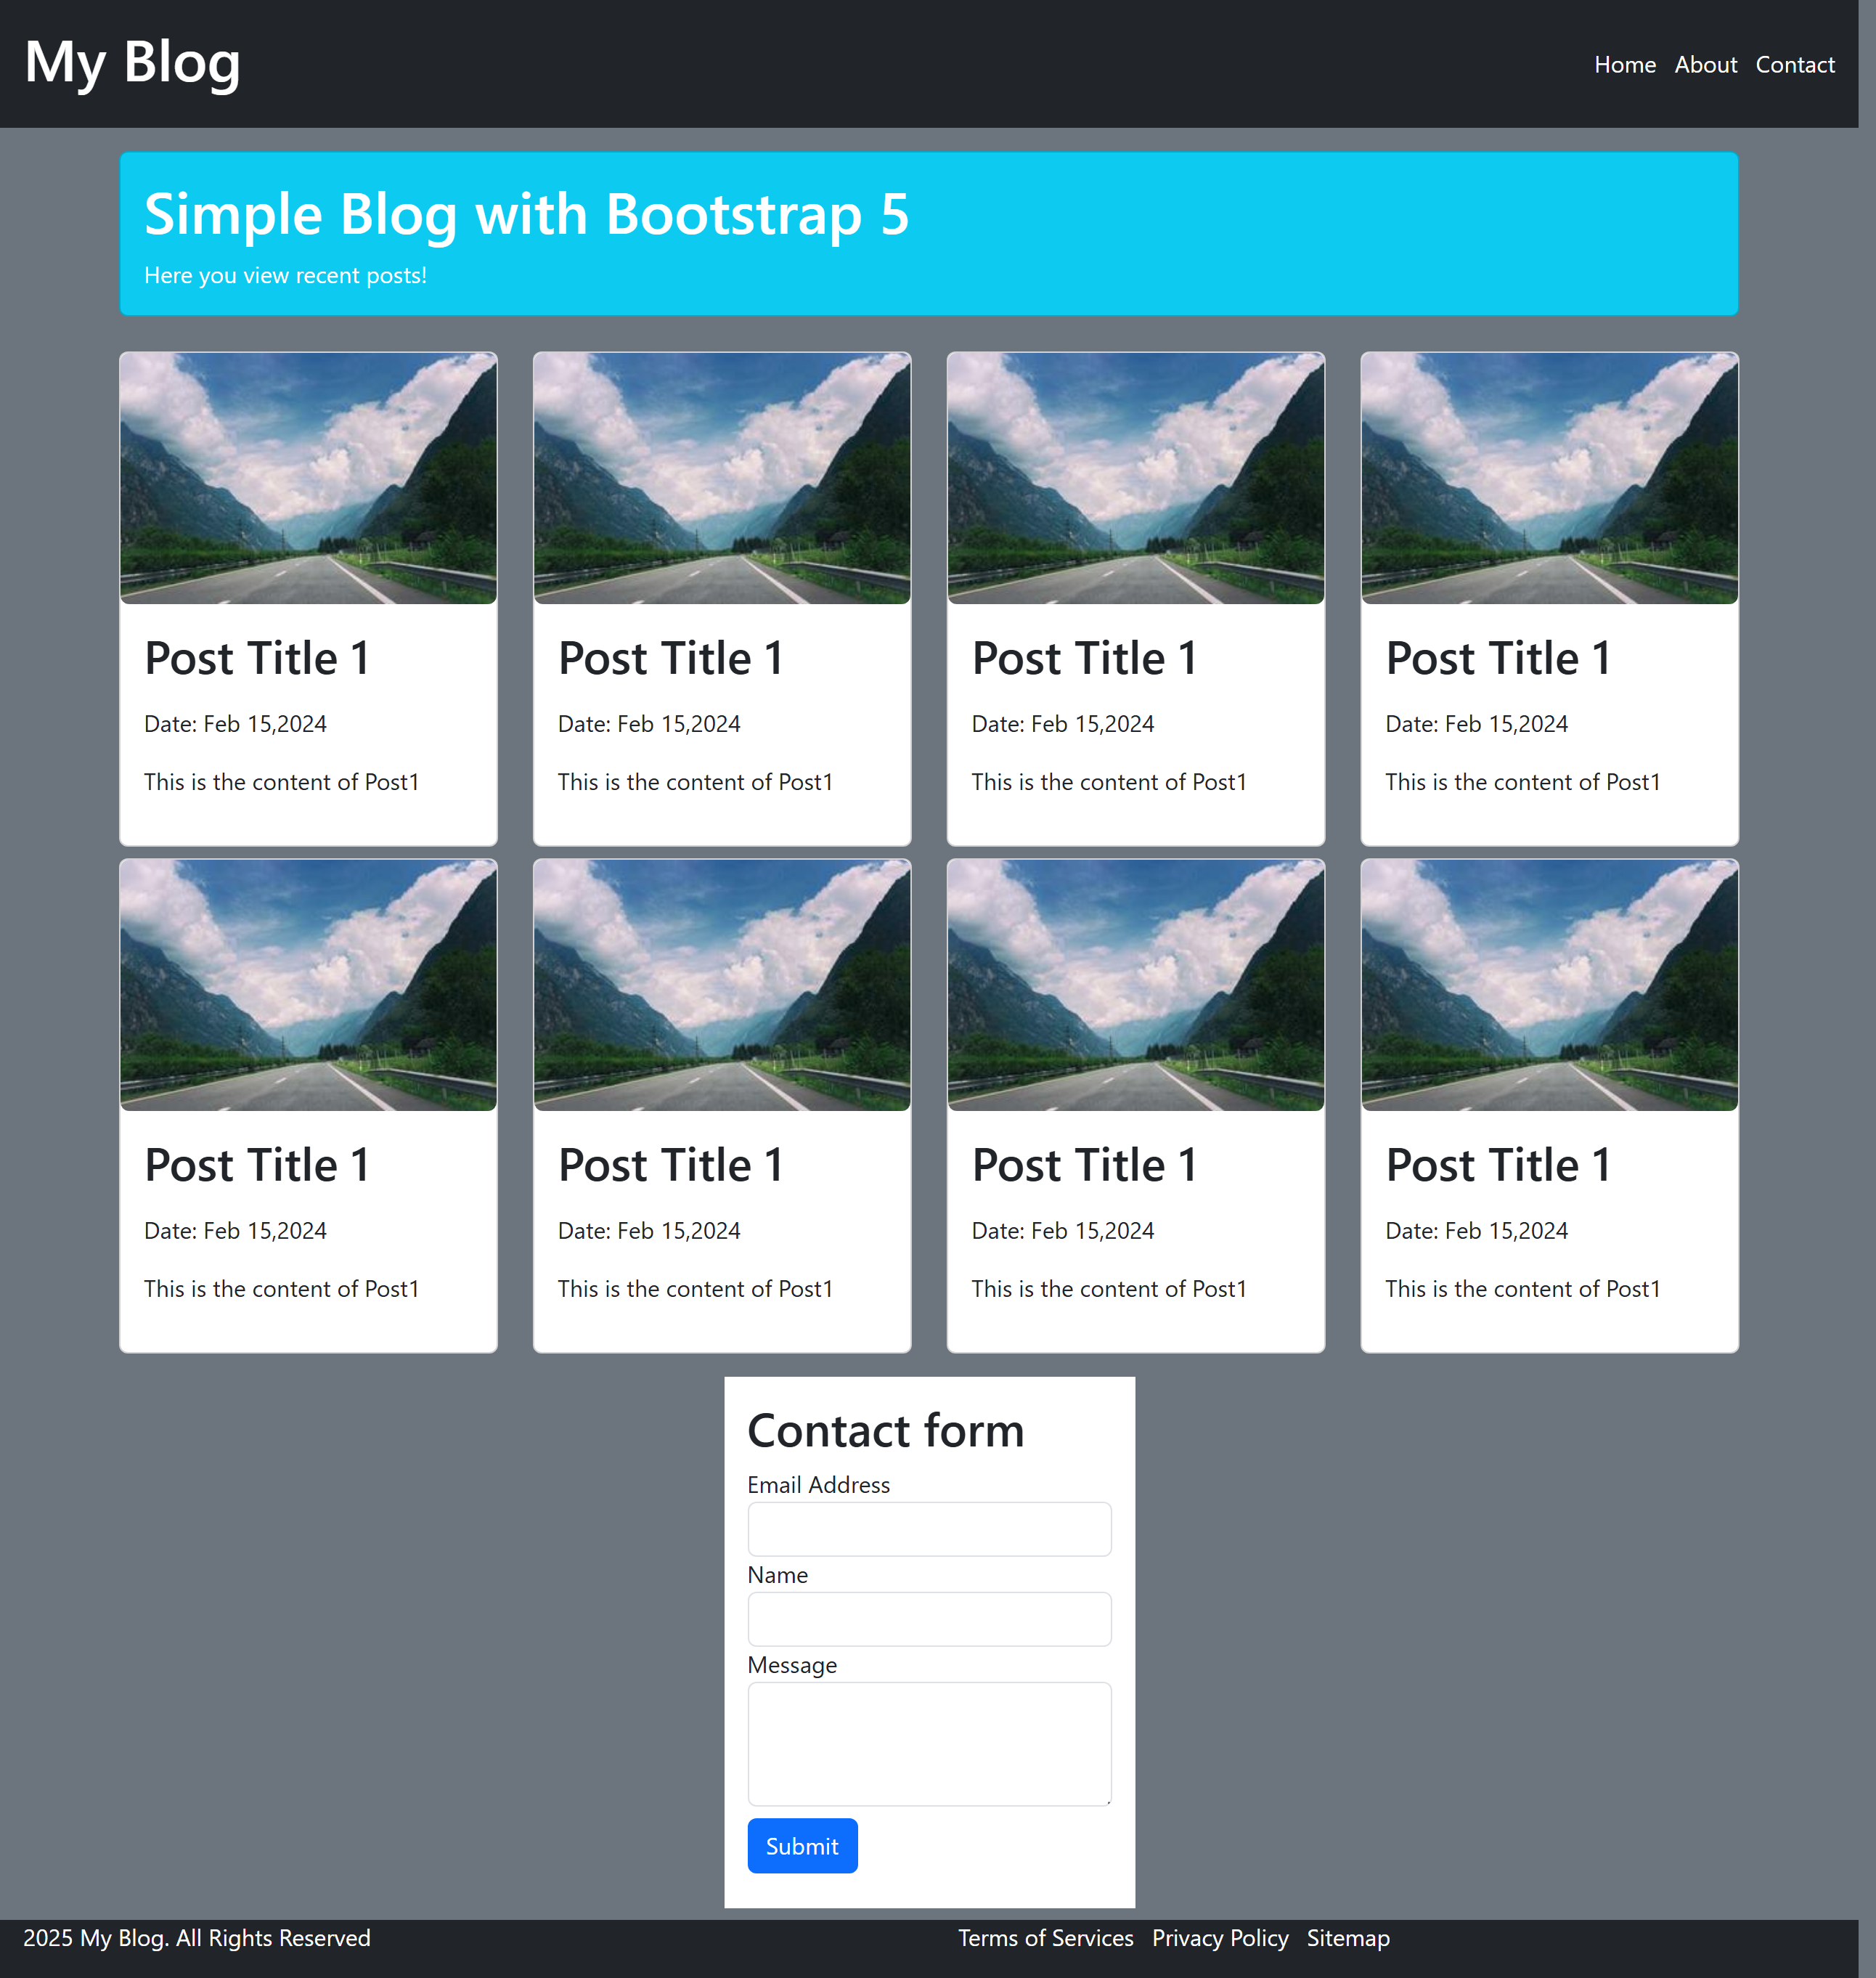 My Blog
Home About Contact
Simple Blog with Bootstrap 5
Here you view recent posts!
Post Title 1
Date: Feb 15,2024
This is the content of Post1
Post Title 1
Date: Feb 15,2024
This is the content of Post1
Post Title 1
Date: Feb 15,2024
This is the content of Post1
Post Title 1
Date: Feb 15,2024
This is the content of Post1
Post Title 1
Date: Feb 15,2024
This is the content of Post1
Post Title 1
Date: Feb 15,2024
This is the content of Post1
Post Title 1
Date: Feb 15,2024
This is the content of Post1
Post Title 1
Date: Feb 15,2024
This is the content of Post1
Contact form
Email Address
Name
Message
Submit
2025 My Blog. All Rights Reserved
Terms of Services Privacy Policy Sitemap